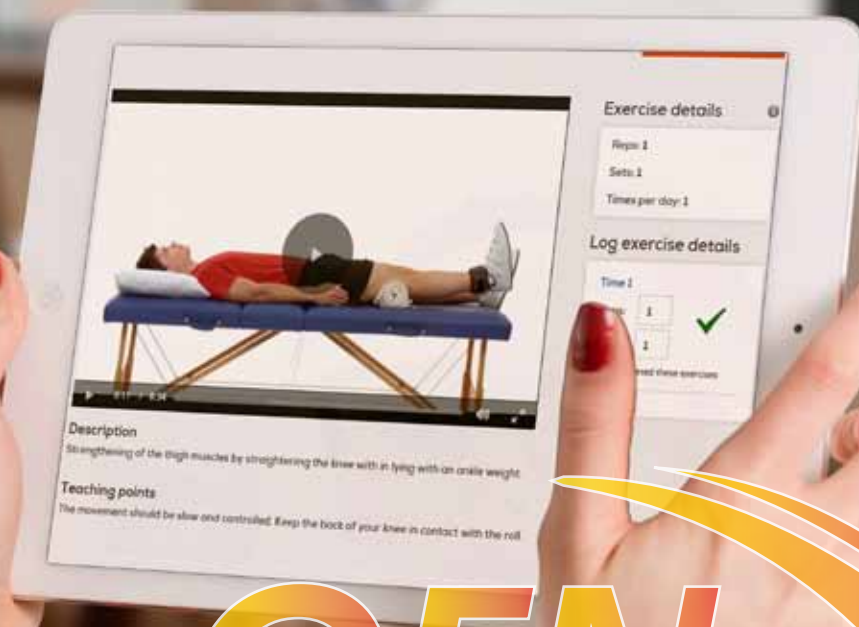 Exercise details
Reps: 1
Sets: 1
Times per day: 1
Log exercise details
Time 1
1
1
these exercises
Description
Strengthening of the thigh muscles by straightening the knee with in lying with an ankle weight
Teaching points
The movement should be slow and controlled. Keep the back of your knee in contact with the roll